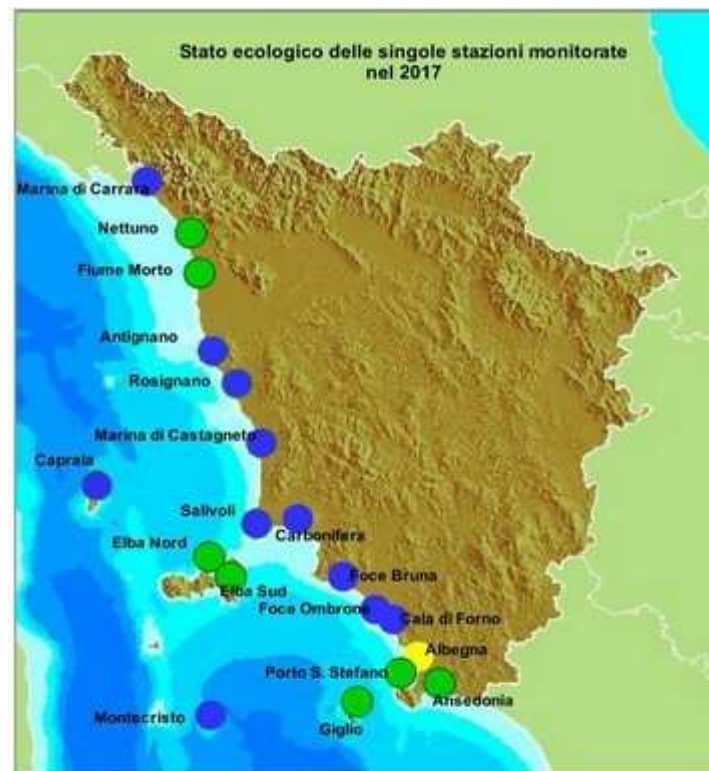 Stato ecologico delle singole stazioni monitorate
nel 2017
Marina di Carrara
Nettuno
Fiume Morto
Antignano
Rosignano
Marina di Castagneto
Capraia
Salivoli
Carbonifera
Elba Nord
Foce Bruna
Elba Sud
Foce Ombrone
Cala di Forno
Albegna
Porto S. Stefano
Ansedonia
Montecristo
Giglio